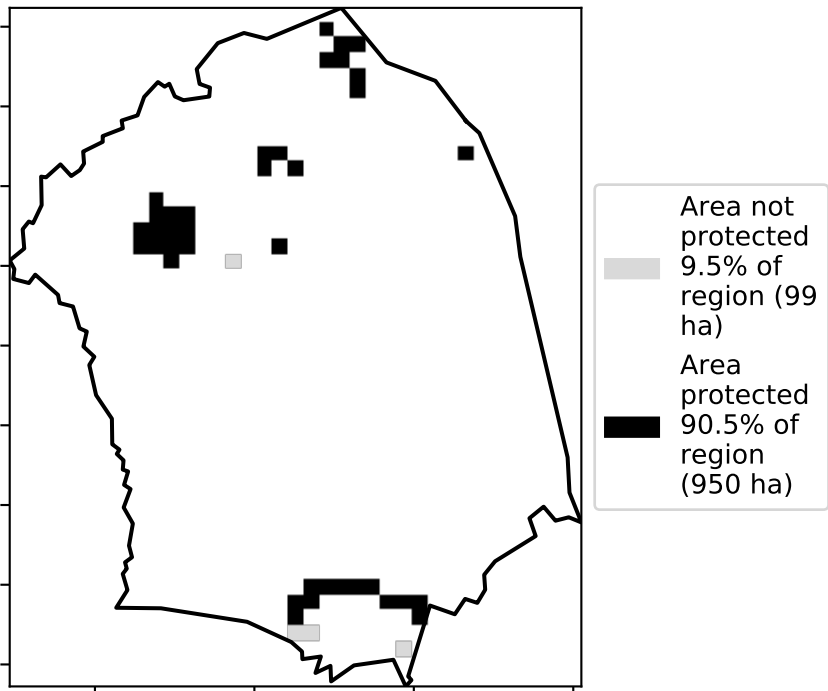 Area not
protected
9.5% of
region (99
ha)
Area
protected
90.5% of
region
(950 ha)